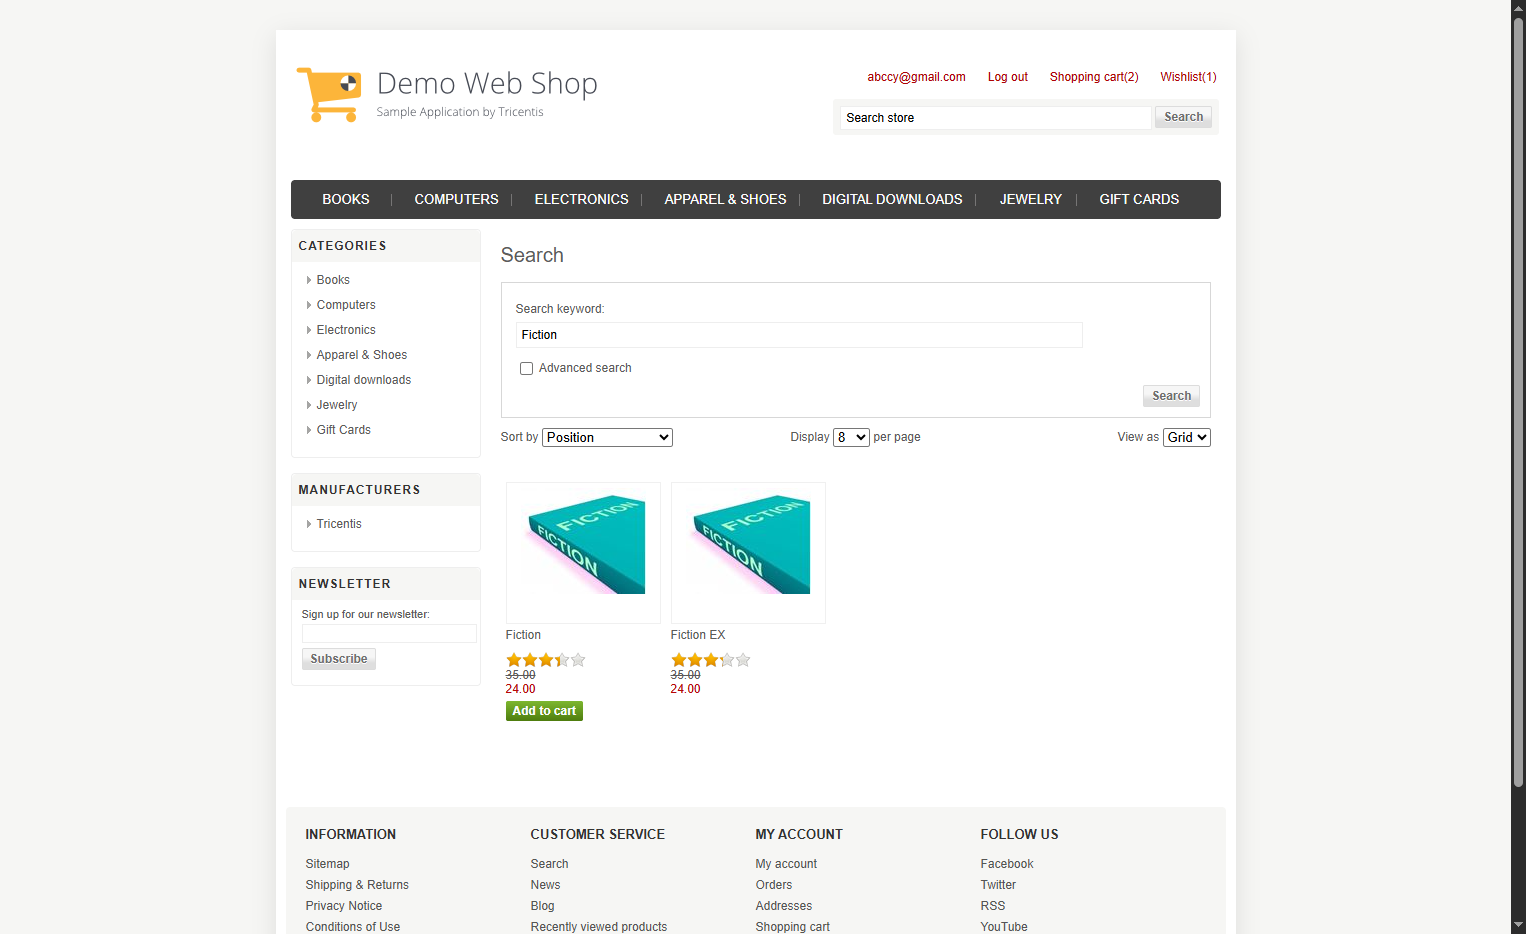 Demo Web Shop
Sample Application by Tricentis
abccy@gmail.com Log out Shopping cart(2) Wishlist(1)
Search store Search
BOOKS COMPUTERS ELECTRONICS APPAREL & SHOES DIGITAL DOWNLOADS JEWELRY GIFT CARDS
CATEGORIES
Books
Computers
Electronics
Apparel & Shoes
Digital downloads
Jewelry
Gift Cards
MANUFACTURERS
Tricentis
NEWSLETTER
Sign up for our newsletter:
Subscribe
Search
Search keyword:
Fiction
Advanced search
Search
Sort by Position Display 8 per page View as Grid
FICTION
FICTION
FICTION
FICTION
Fiction
35.00
24.00
Add to cart
Fiction EX
35.00
24.00
INFORMATION
Sitemap
Shipping & Returns
Privacy Notice
Conditions of Use
CUSTOMER SERVICE
Search
News
Blog
Recently viewed products
MY ACCOUNT
My account
Orders
Addresses
Shopping cart
FOLLOW US
Facebook
Twitter
RSS
YouTube